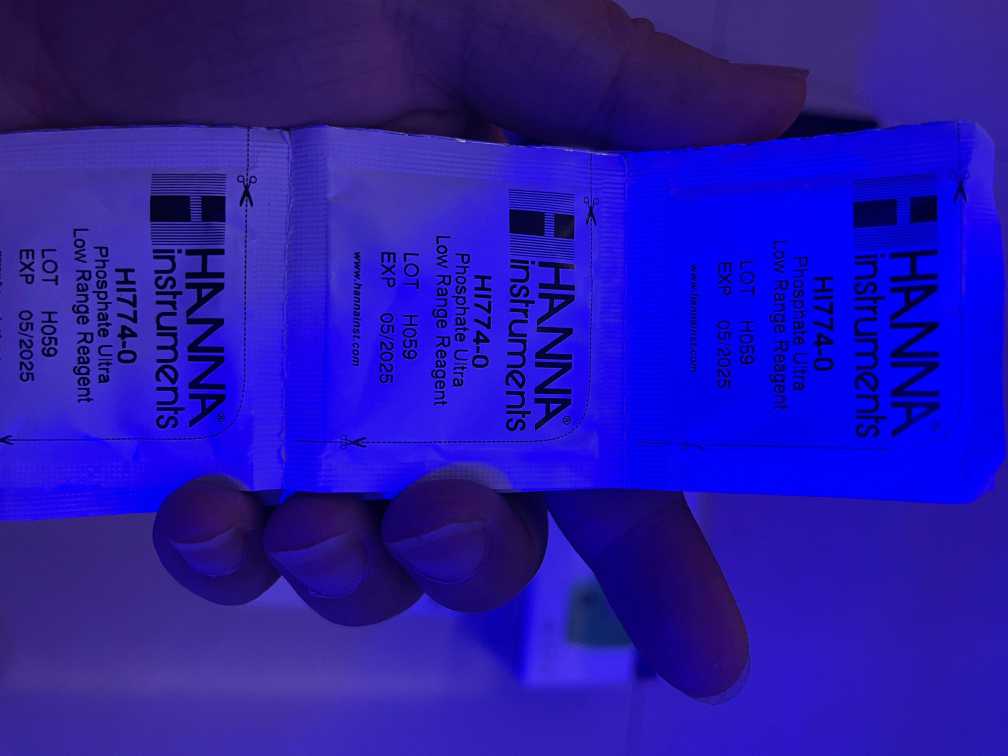 HANNA®
instruments
HI774-0
Phosphate Ultra
Low Range Reagent
LOT H059
EXP 05/2025
www.hannainst.com
HANNA®
instruments
HI774-0
Phosphate Ultra
Low Range Reagent
LOT H059
EXP 05/2025
www.hannainst.com
HANNA®
instruments
HI774-0
Phosphate Ultra
Low Range Reagent
LOT H059
EXP 05/2025